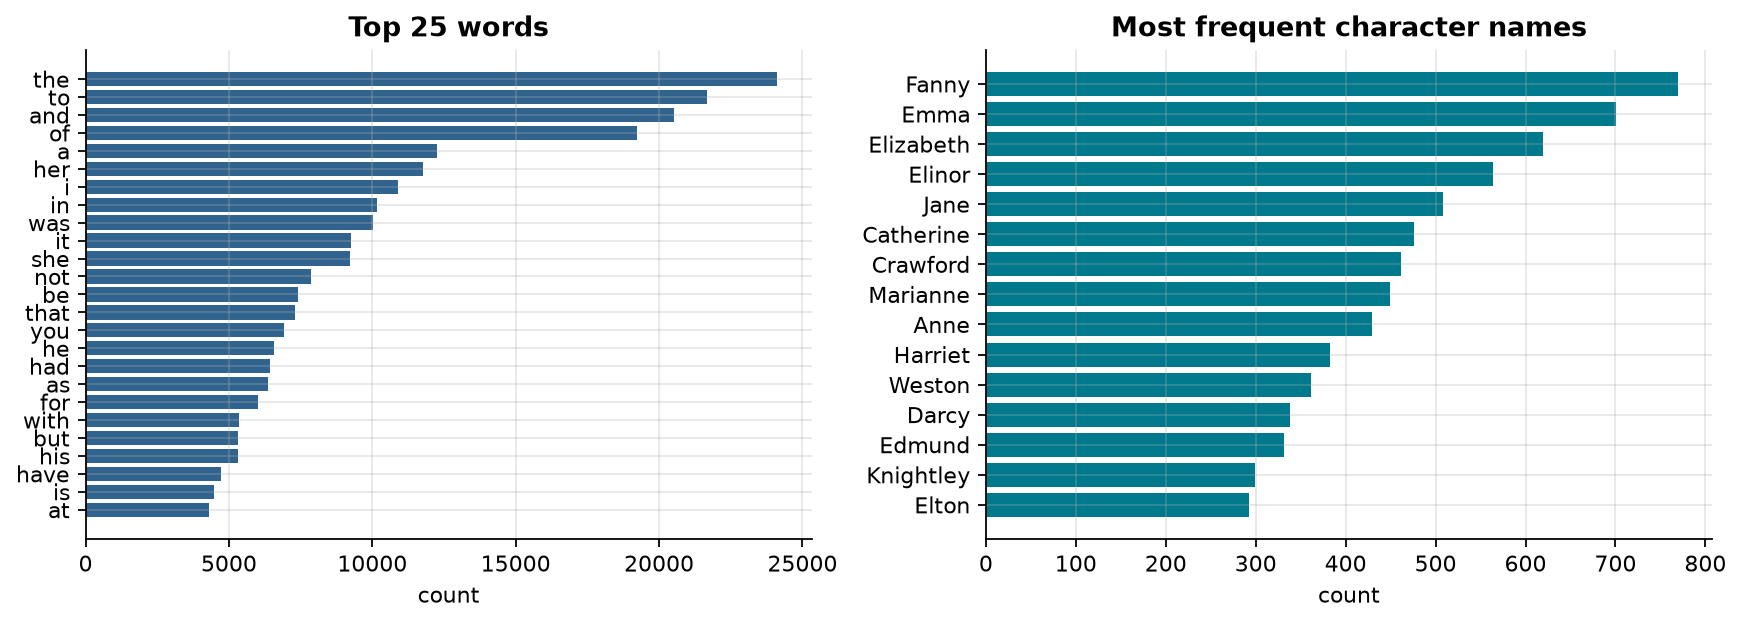 Top 25 words
the
to
and
of
a
her
i
in
was
it
she
not
be
that
you
he
had
as
for
with
but
his
have
is
at
0 5000 10000 15000 20000 25000
count
Most frequent character names
Fanny
Emma
Elizabeth
Elinor
Jane
Catherine
Crawford
Marianne
Anne
Harriet
Weston
Darcy
Edmund
Knightley
Elton
0 100 200 300 400 500 600 700 800
count